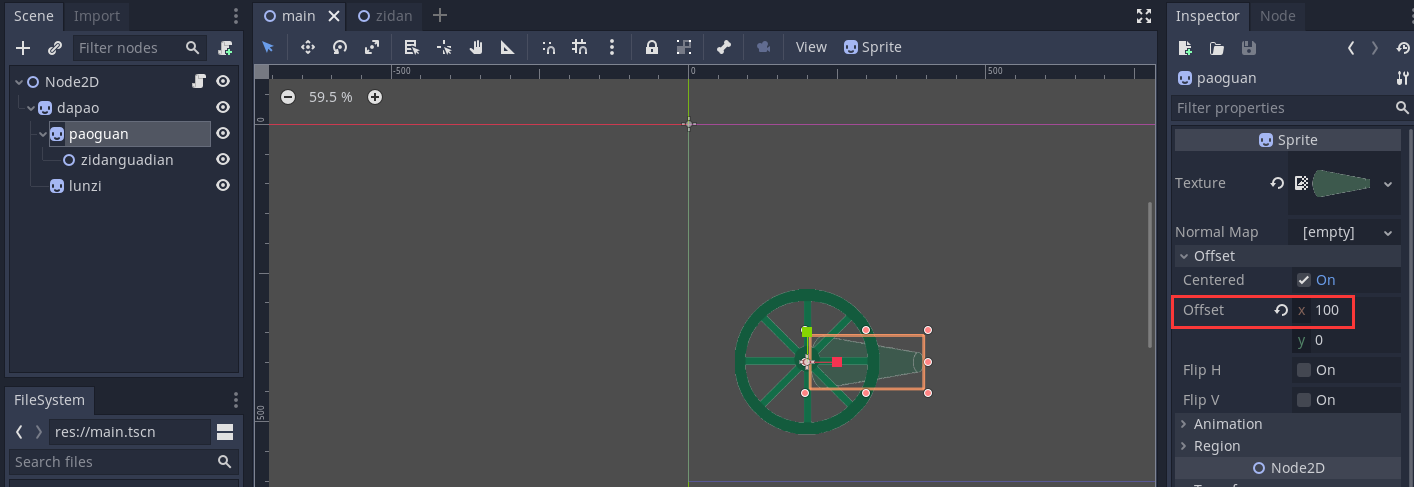 Scene Import
Filter nodes
Node2D
dapao
paoguan
zidanguadian
lunzi
FileSystem
res://main.tscn
Search files
main zidan
View Sprite
-500 0 500
59.5 %
0
500
Inspector Node
paoguan
Filter properties
Sprite
Texture
Normal Map [empty]
Offset
Centered On
Offset x 100
y 0
Flip H On
Flip V On
Animation
Region
Node2D